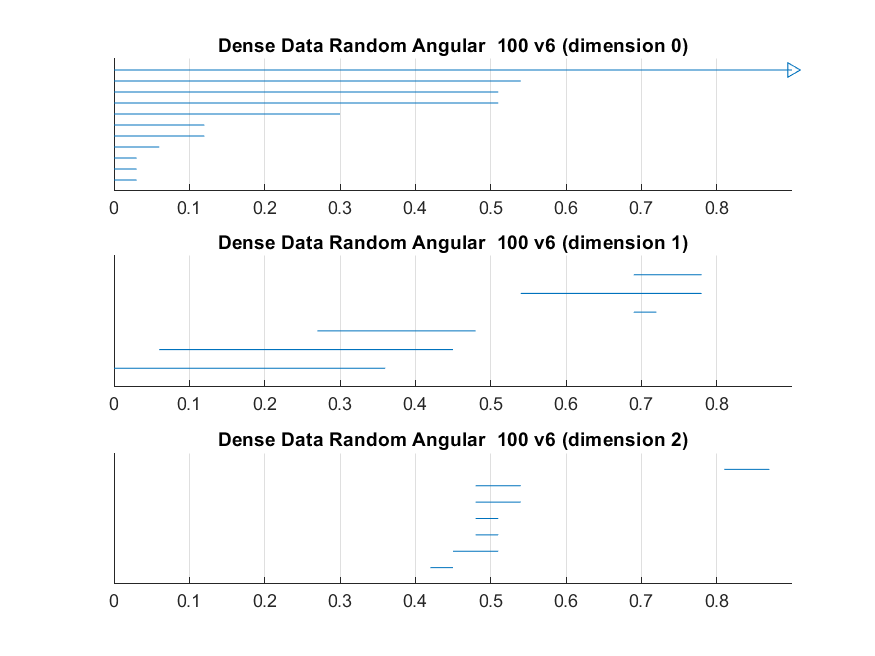 Dense Data Random Angular  100 v6 (dimension 0)
0 0.1 0.2 0.3 0.4 0.5 0.6 0.7 0.8
Dense Data Random Angular  100 v6 (dimension 1)
0 0.1 0.2 0.3 0.4 0.5 0.6 0.7 0.8
Dense Data Random Angular  100 v6 (dimension 2)
0 0.1 0.2 0.3 0.4 0.5 0.6 0.7 0.8